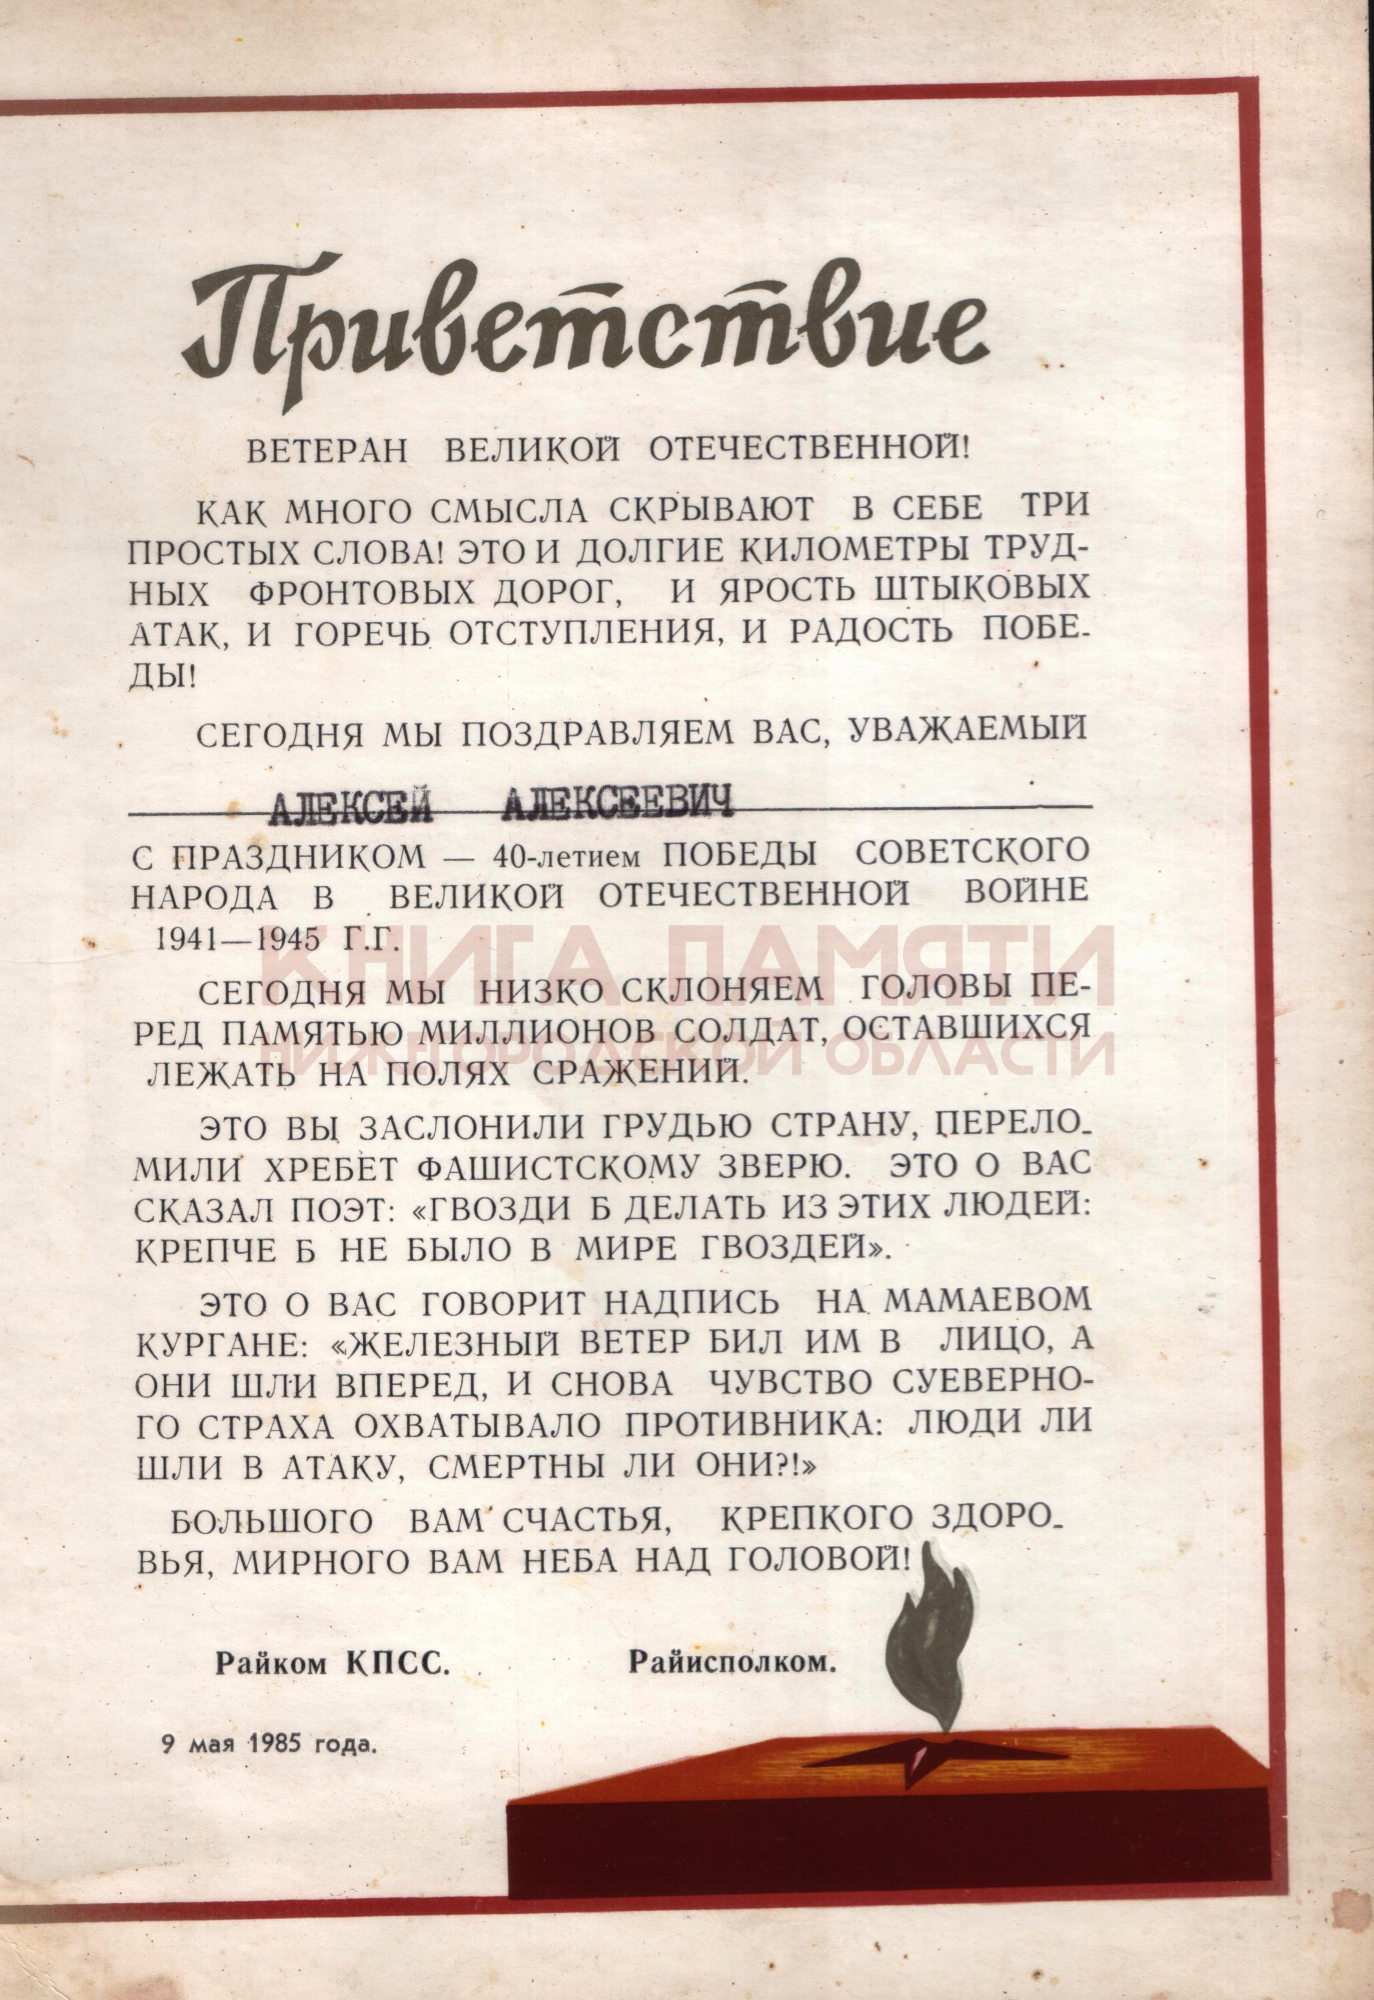 Приветствие
ВЕТЕРАН ВЕЛИКОЙ ОТЕЧЕСТВЕННОЙ!
КАК МНОГО СМЫСЛА СКРЫВАЮТ В СЕБЕ ТРИ
ПРОСТЫХ СЛОВА! ЭТО И ДОЛГИЕ КИЛОМЕТРЫ ТРУД-
НЫХ ФРОНТОВЫХ ДОРОГ, И ЯРОСТЬ ШТЫКОВЫХ
АТАК, И ГОРЕЧЬ ОТСТУПЛЕНИЯ, И РАДОСТЬ ПОБЕ-
ДЫ!
СЕГОДНЯ МЫ ПОЗДРАВЛЯЕМ ВАС, УВАЖАЕМЫЙ
АЛЕКСЕЙ АЛЕКСЕЕВИЧ
С ПРАЗДНИКОМ — 40-летием ПОБЕДЫ СОВЕТСКОГО
НАРОДА В ВЕЛИКОЙ ОТЕЧЕСТВЕННОЙ ВОЙНЕ
1941—1945 Г.Г.
КНИГА ПАМЯТИ
СЕГОДНЯ МЫ НИЗКО СКЛОНЯЕМ ГОЛОВЫ ПЕ-
РЕД ПАМЯТЬЮ МИЛЛИОНОВ СОЛДАТ, ОСТАВШИХСЯ
НИЖЕГОРОДСКОЙ ОБЛАСТИ
ЛЕЖАТЬ НА ПОЛЯХ СРАЖЕНИЙ.
ЭТО ВЫ ЗАСЛОНИЛИ ГРУДЬЮ СТРАНУ, ПЕРЕЛО-
МИЛИ ХРЕБЕТ ФАШИСТСКОМУ ЗВЕРЮ. ЭТО О ВАС
СКАЗАЛ ПОЭТ: «ГВОЗДИ Б ДЕЛАТЬ ИЗ ЭТИХ ЛЮДЕЙ:
КРЕПЧЕ Б НЕ БЫЛО В МИРЕ ГВОЗДЕЙ».
ЭТО О ВАС ГОВОРИТ НАДПИСЬ НА МАМАЕВОМ
КУРГАНЕ: «ЖЕЛЕЗНЫЙ ВЕТЕР БИЛ ИМ В ЛИЦО, А
ОНИ ШЛИ ВПЕРЕД, И СНОВА ЧУВСТВО СУЕВЕРНО-
ГО СТРАХА ОХВАТЫВАЛО ПРОТИВНИКА: ЛЮДИ ЛИ
ШЛИ В АТАКУ, СМЕРТНЫ ЛИ ОНИ?!»
БОЛЬШОГО ВАМ СЧАСТЬЯ, КРЕПКОГО ЗДОРО-
ВЬЯ, МИРНОГО ВАМ НЕБА НАД ГОЛОВОЙ!
Райком КПСС. Райисполком.
9 мая 1985 года.